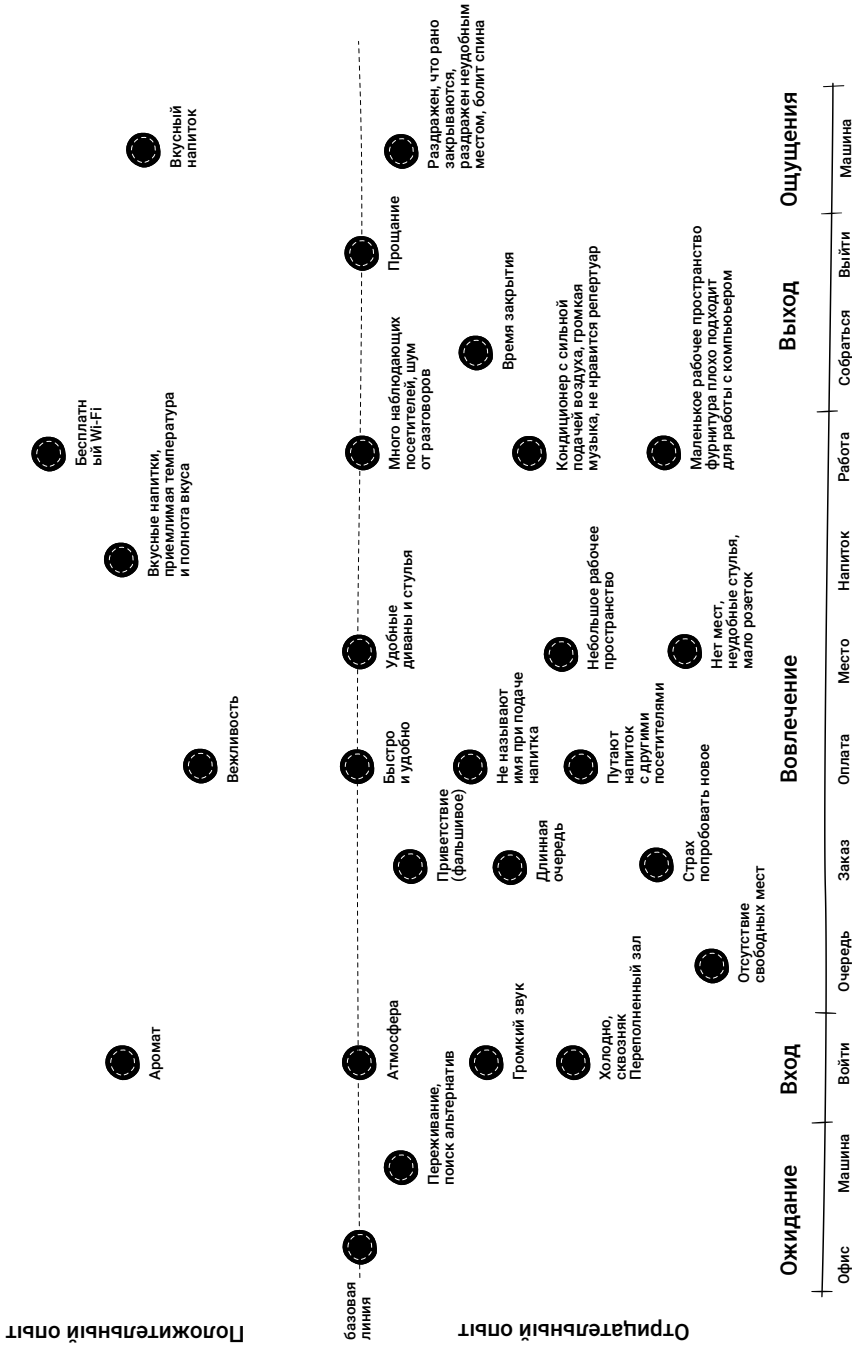 Положительный опыт
Бесплатн
ый Wi-Fi
Вкусный
напиток
Вкусные напитки,
приемлимая температура
и полнота вкуса
Аромат
Вежливость
базовая
линия
Атмосфера
Быстро
и удобно
Удобные
диваны и стулья
Много наблюдающих
посетителей, шум
от разговоров
Прощание
Отрицательный опыт
Переживание,
поиск альтернатив
Приветствие
(фальшивое)
Раздражен, что рано
закрываются,
раздражен неудобным
местом, болит спина
Громкий звук
Длинная
очередь
Не называют
имя при подаче
напитка
Время закрытия
Холодно,
сквозняк
Переполненный зал
Путают
напиток
с другими
посетителями
Небольшое рабочее
пространство
Кондиционер с сильной
подачей воздуха, громкая
музыка, не нравится репертуар
Отсутствие
свободных мест
Страх
попробовать новое
Нет мест,
неудобные стулья,
мало розеток
Маленькое рабочее пространство
фурнитура плохо подходит
для работы с компьюьером
Ожидание
Вход
Вовлечение
Выход
Ощущения
Офис
Машина
Войти
Очередь
Заказ
Оплата
Место
Напиток
Работа
Собраться
Выйти
Машина